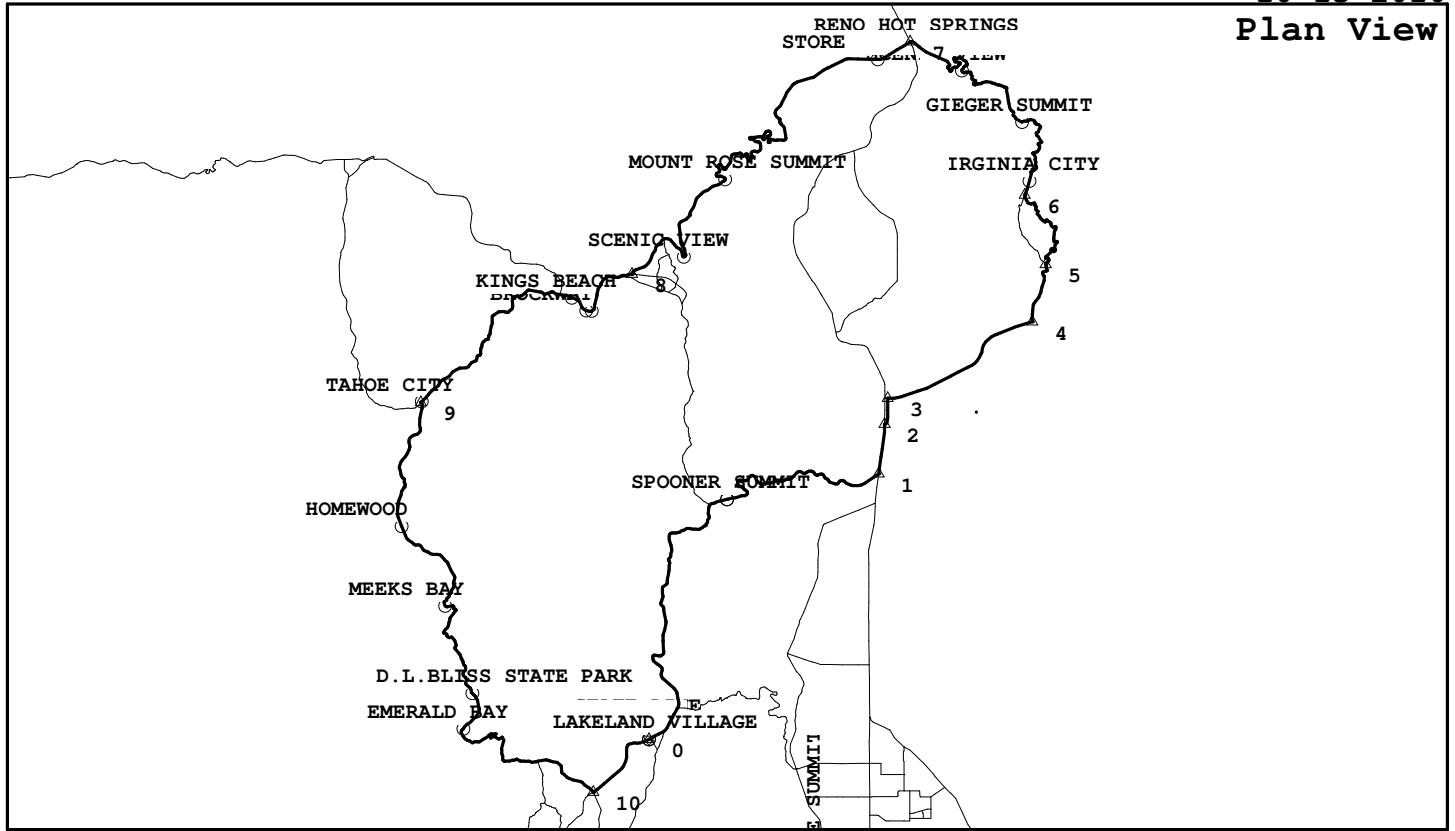 Plan View
RENO HOT SPRINGS
STORE
7
VIEW
GIEGER SUMMIT
MOUNT ROSE SUMMIT
IRGINIA CITY
6
SCENIC VIEW
5
KINGS BEACH
8
4
TAHOE CITY
9
3
2
SPOONER SUMMIT
1
HOMEWOOD
MEEKS BAY
D.L.BLISS STATE PARK
E
EMERALD BAY
LAKELAND VILLAGE
0
SUMMIT
10